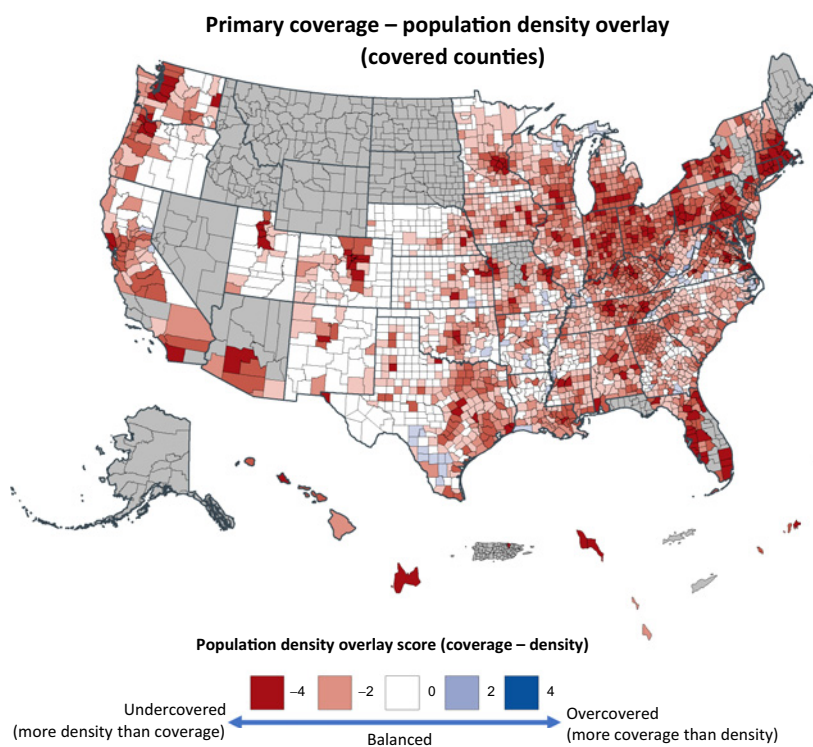 Primary coverage – population density overlay
(covered counties)
Population density overlay score (coverage – density)
−4 −2 0 2 4
Undercovered
(more density than coverage)
Balanced
Overcovered
(more coverage than density)